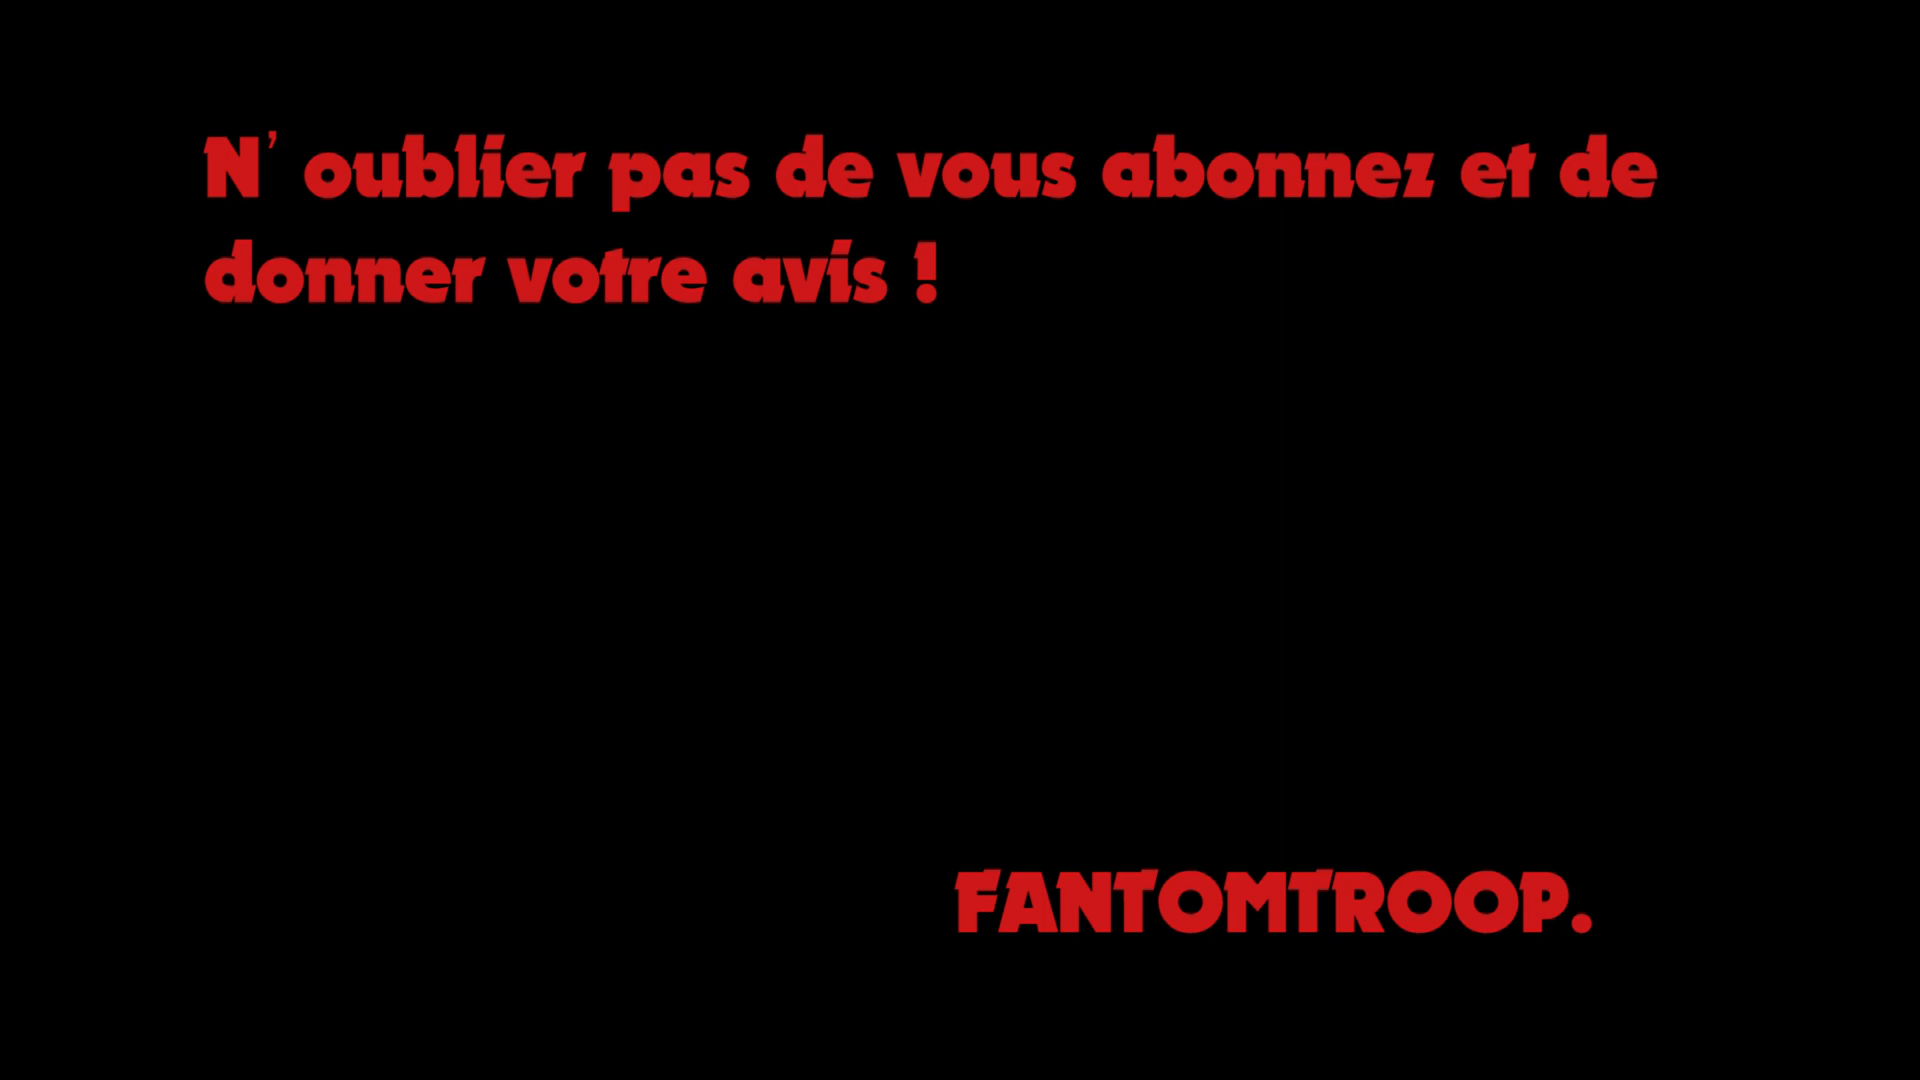 N' oublier pas de vous abonnez et de
donner votre avis !
FANTOMTROOP.